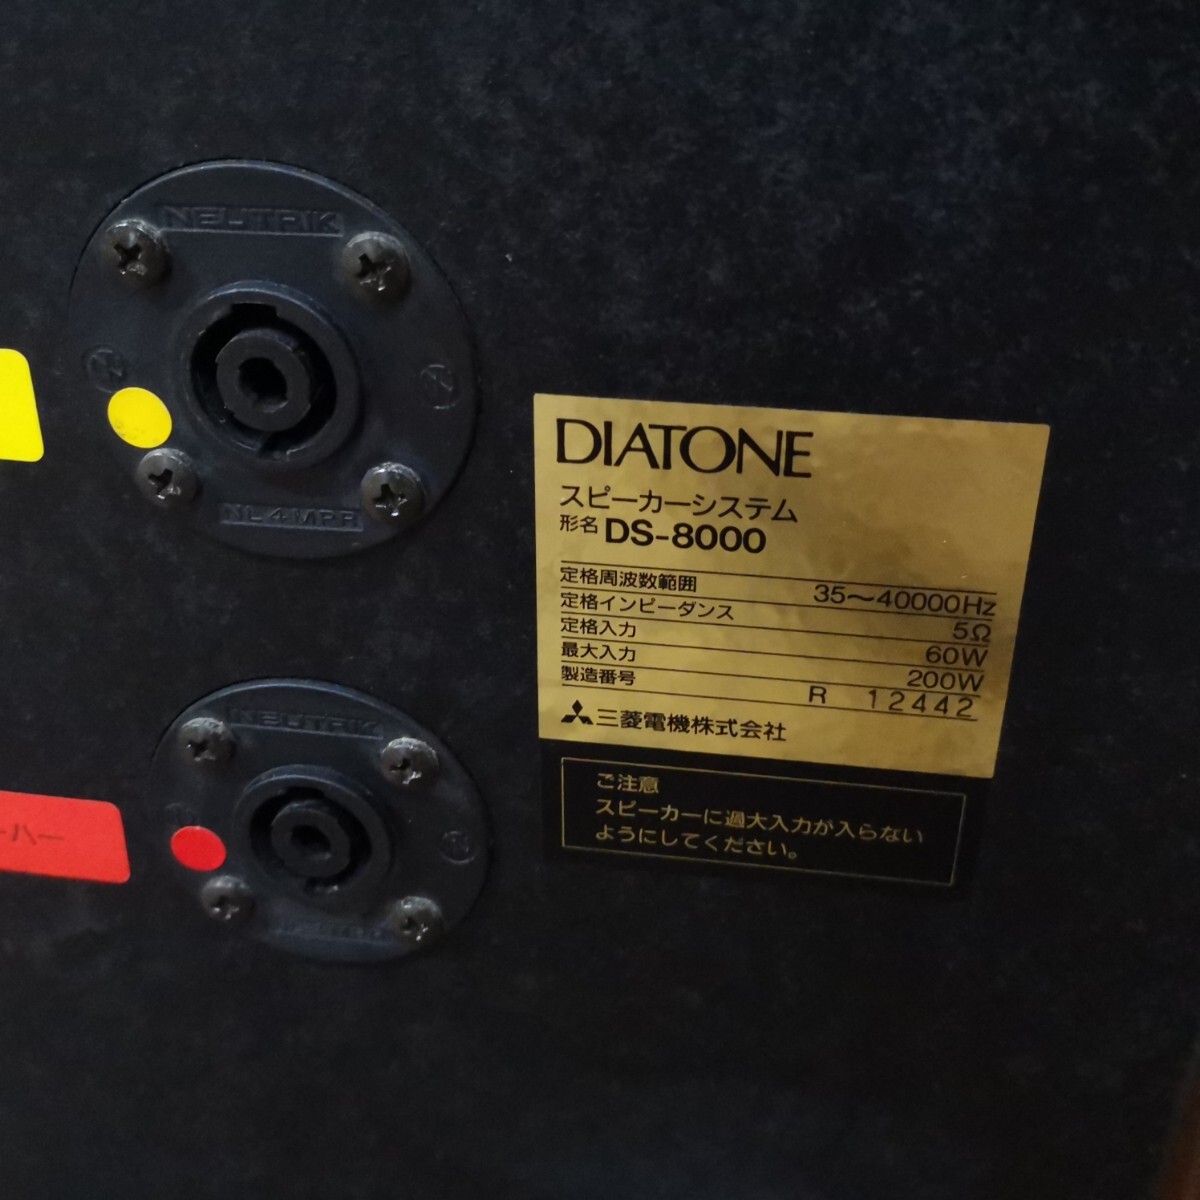 NEUTRIK
NL4MPR
DIATONE
スピーカーシステム
形名 DS-8000
定格周波数範囲 35～40000Hz
定格インピーダンス 5Ω
定格入力 60W
最大入力 200W
製造番号 R 12442
三菱電機株式会社
ご注意
スピーカーに過大入力が入らない
ようにしてください。
NEUTRIK
ーハー